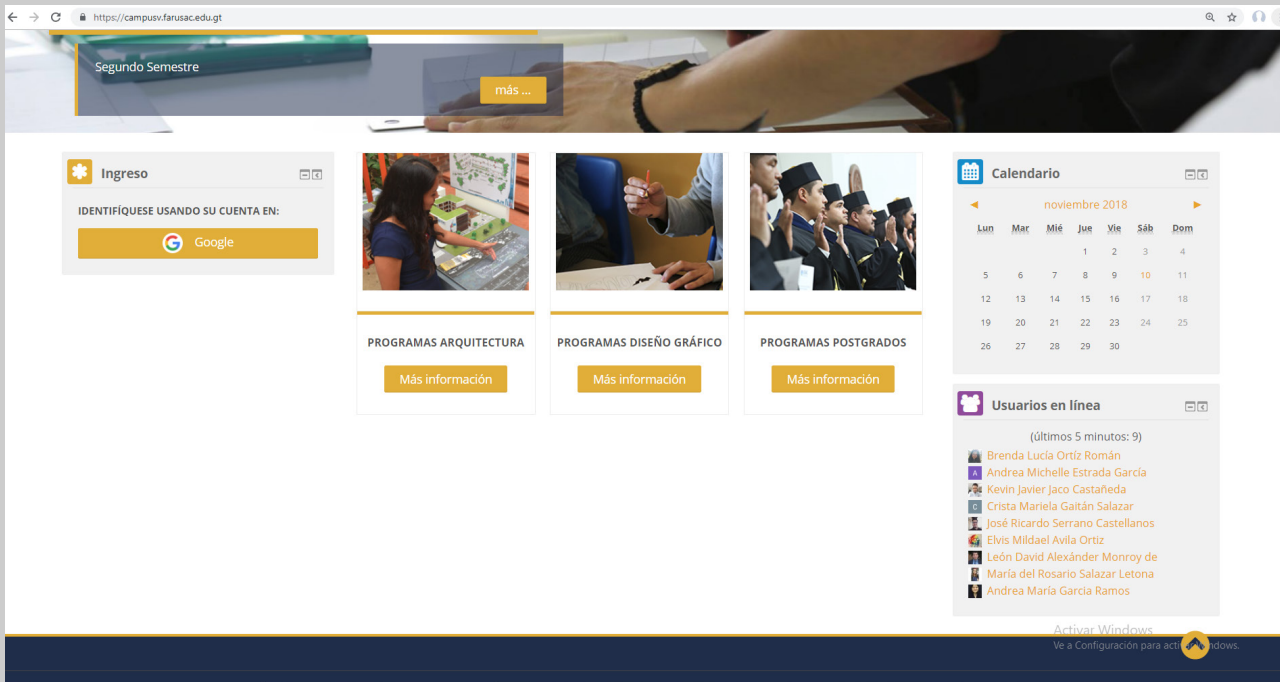 https://campusv.farusac.edu.gt
Segundo Semestre
más ...
Ingreso
IDENTIFÍQUESE USANDO SU CUENTA EN:
Google
PROGRAMAS ARQUITECTURA
Más información
PROGRAMAS DISEÑO GRÁFICO
Más información
PROGRAMAS POSTGRADOS
Más información
Calendario
◄ noviembre 2018 ►
Lun Mar Mié Jue Vie Sáb Dom
1 2 3 4
5 6 7 8 9 10 11
12 13 14 15 16 17 18
19 20 21 22 23 24 25
26 27 28 29 30
Usuarios en línea
(últimos 5 minutos: 9)
Brenda Lucía Ortíz Román
A Andrea Michelle Estrada García
Kevin Javier Jaco Castañeda
C Crista Mariela Gaitán Salazar
José Ricardo Serrano Castellanos
Elvis Mildael Avila Ortiz
León David Alexánder Monroy de
María del Rosario Salazar Letona
Andrea María García Ramos
Activar Windows
Ve a Configuración para